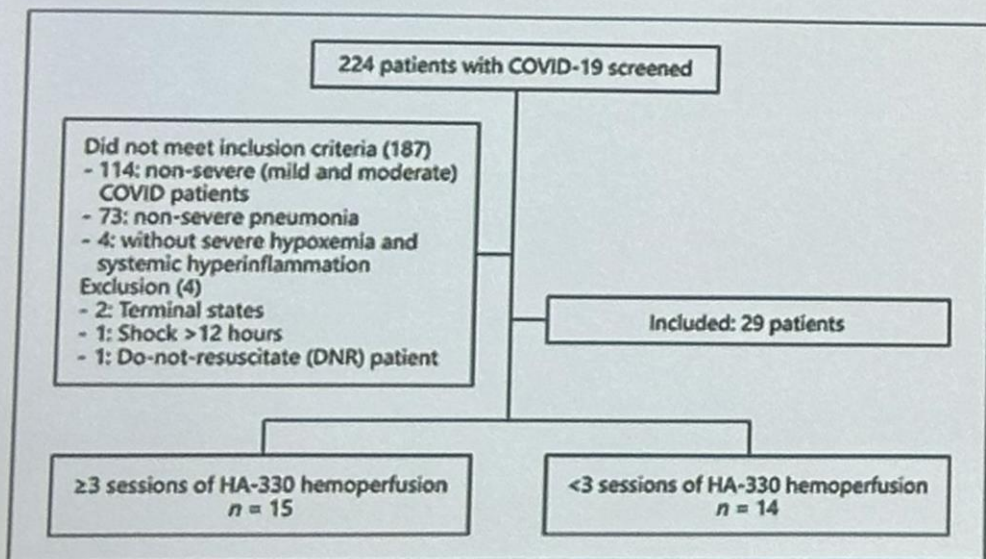 224 patients with COVID-19 screened
Did not meet inclusion criteria (187)
- 114: non-severe (mild and moderate)
COVID patients
- 73: non-severe pneumonia
- 4: without severe hypoxemia and
systemic hyperinflammation
Exclusion (4)
- 2: Terminal states
- 1: Shock >12 hours
- 1: Do-not-resuscitate (DNR) patient
Included: 29 patients
≥3 sessions of HA-330 hemoperfusion
n = 15
<3 sessions of HA-330 hemoperfusion
n = 14